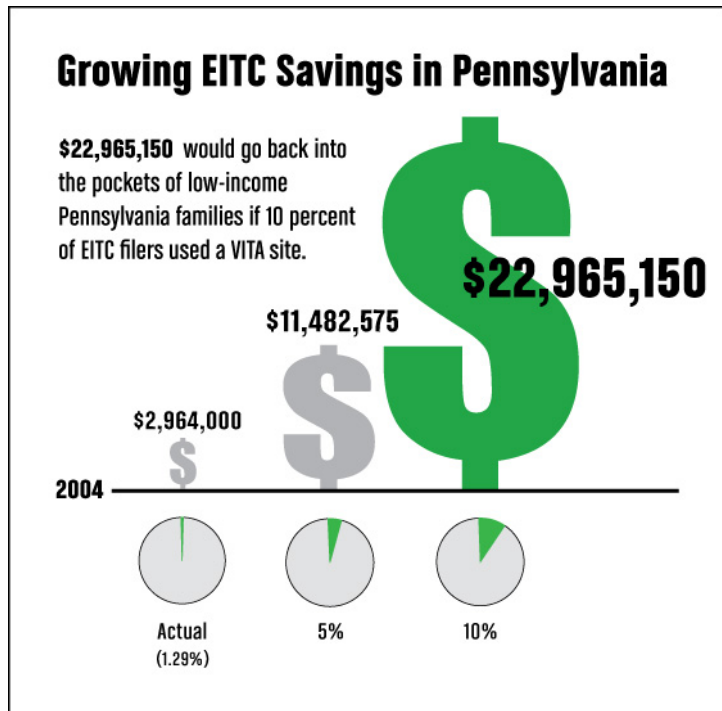 Growing EITC Savings in Pennsylvania
$22,965,150 would go back into
the pockets of low-income
Pennsylvania families if 10 percent
of EITC filers used a VITA site.
$
$22,965,150
$11,482,575
$
$2,964,000
$
2004
Actual
(1.29%)
5%
10%